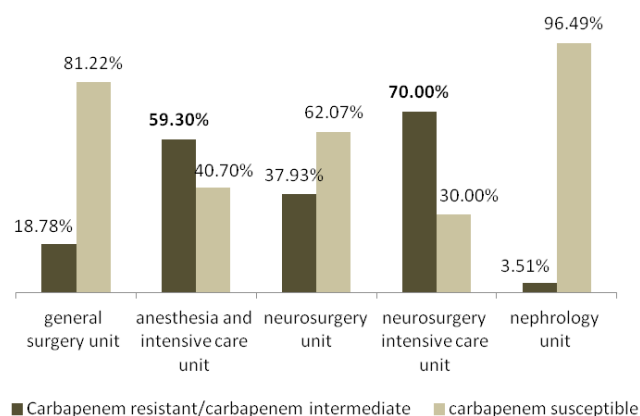 96.49%
81.22%
70.00%
59.30%
62.07%
40.70%
37.93%
30.00%
18.78%
3.51%
general surgery unit
anesthesia and intensive care unit
neurosurgery unit
neurosurgery intensive care unit
nephrology unit
Carbapenem resistant/carbapenem intermediate
carbapenem susceptible